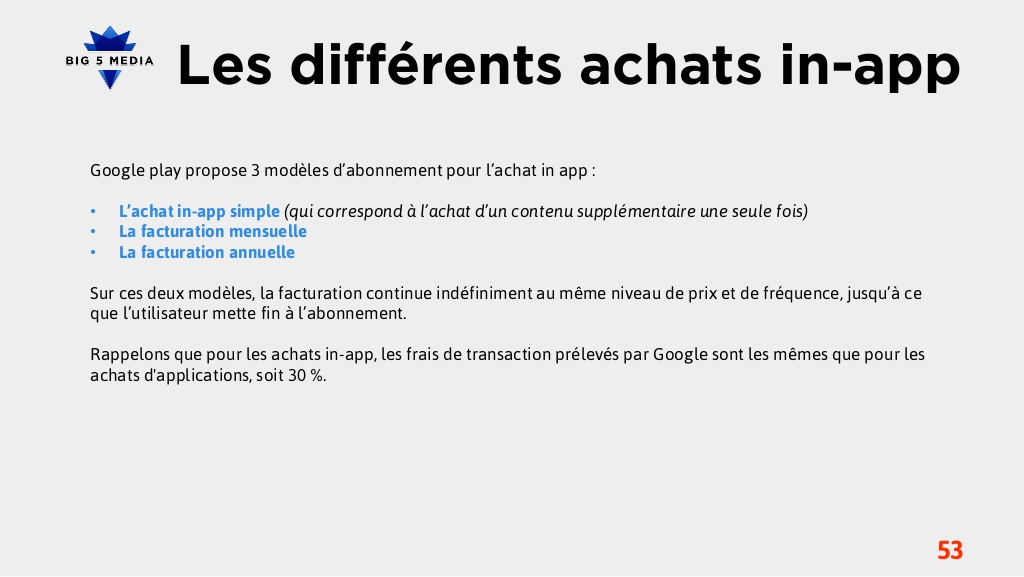 BIG 5 MEDIA
Les différents achats in-app
Google play propose 3 modèles d’abonnement pour l’achat in app :
• L’achat in-app simple (qui correspond à l’achat d’un contenu supplémentaire une seule fois)
• La facturation mensuelle
• La facturation annuelle
Sur ces deux modèles, la facturation continue indéfiniment au même niveau de prix et de fréquence, jusqu’à ce
que l’utilisateur mette fin à l’abonnement.
Rappelons que pour les achats in-app, les frais de transaction prélevés par Google sont les mêmes que pour les
achats d'applications, soit 30 %.
53